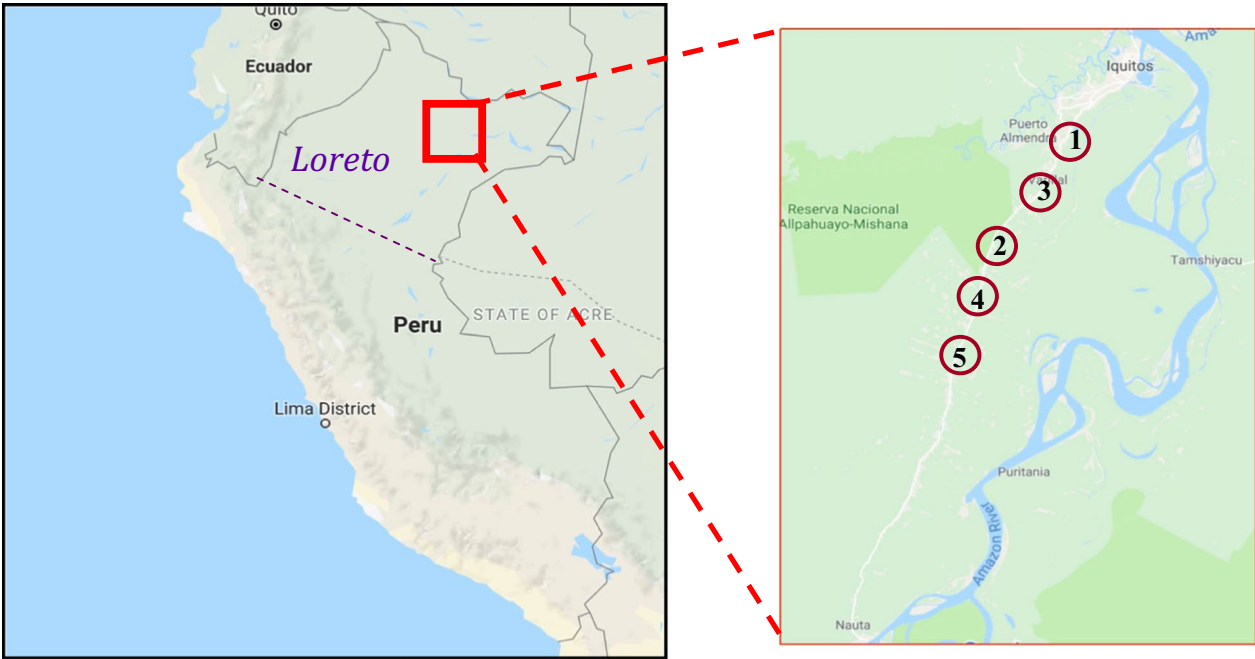 Quito
Ecuador
Loreto
Peru
STATE OF ACRE
Lima District
Iquitos
Puerto
Almendra
1
3
2
4
5
Reserva Nacional
Allpahuayo-Mishana
Tamshiyacu
Puritania
Amazon River
Nauta